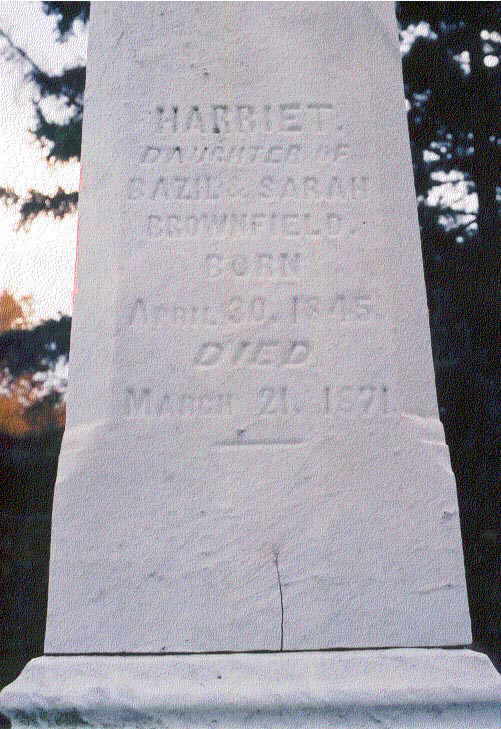 HARRIET.
DAUGHTER OF
BAZIL & SARAH
BROWNFIELD.
BORN
APRIL 30, 1845.
DIED
MARCH 21, 1871.